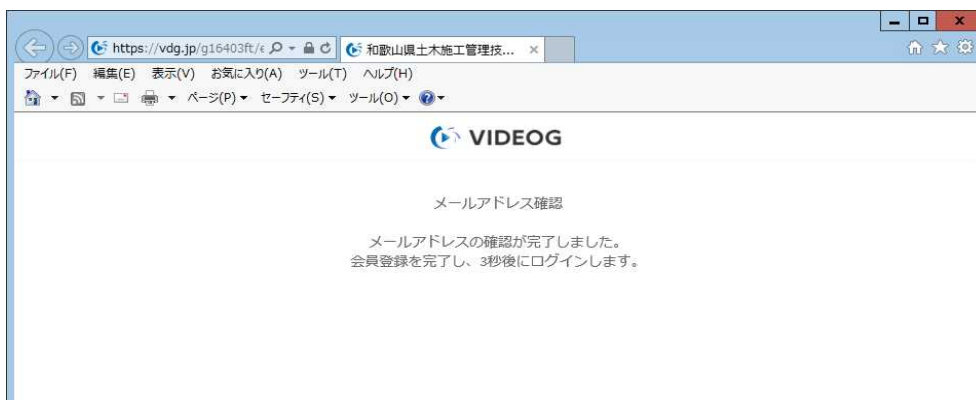 https://vdg.jp/g16403ft/e
和歌山県土木施工管理技...
ファイル(F) 編集(E) 表示(V) お気に入り(A) ツール(T) ヘルプ(H)
ページ(P) セーフティ(S) ツール(O)
VIDEOG
メールアドレス確認
メールアドレスの確認が完了しました。
会員登録を完了し、3秒後にログインします。